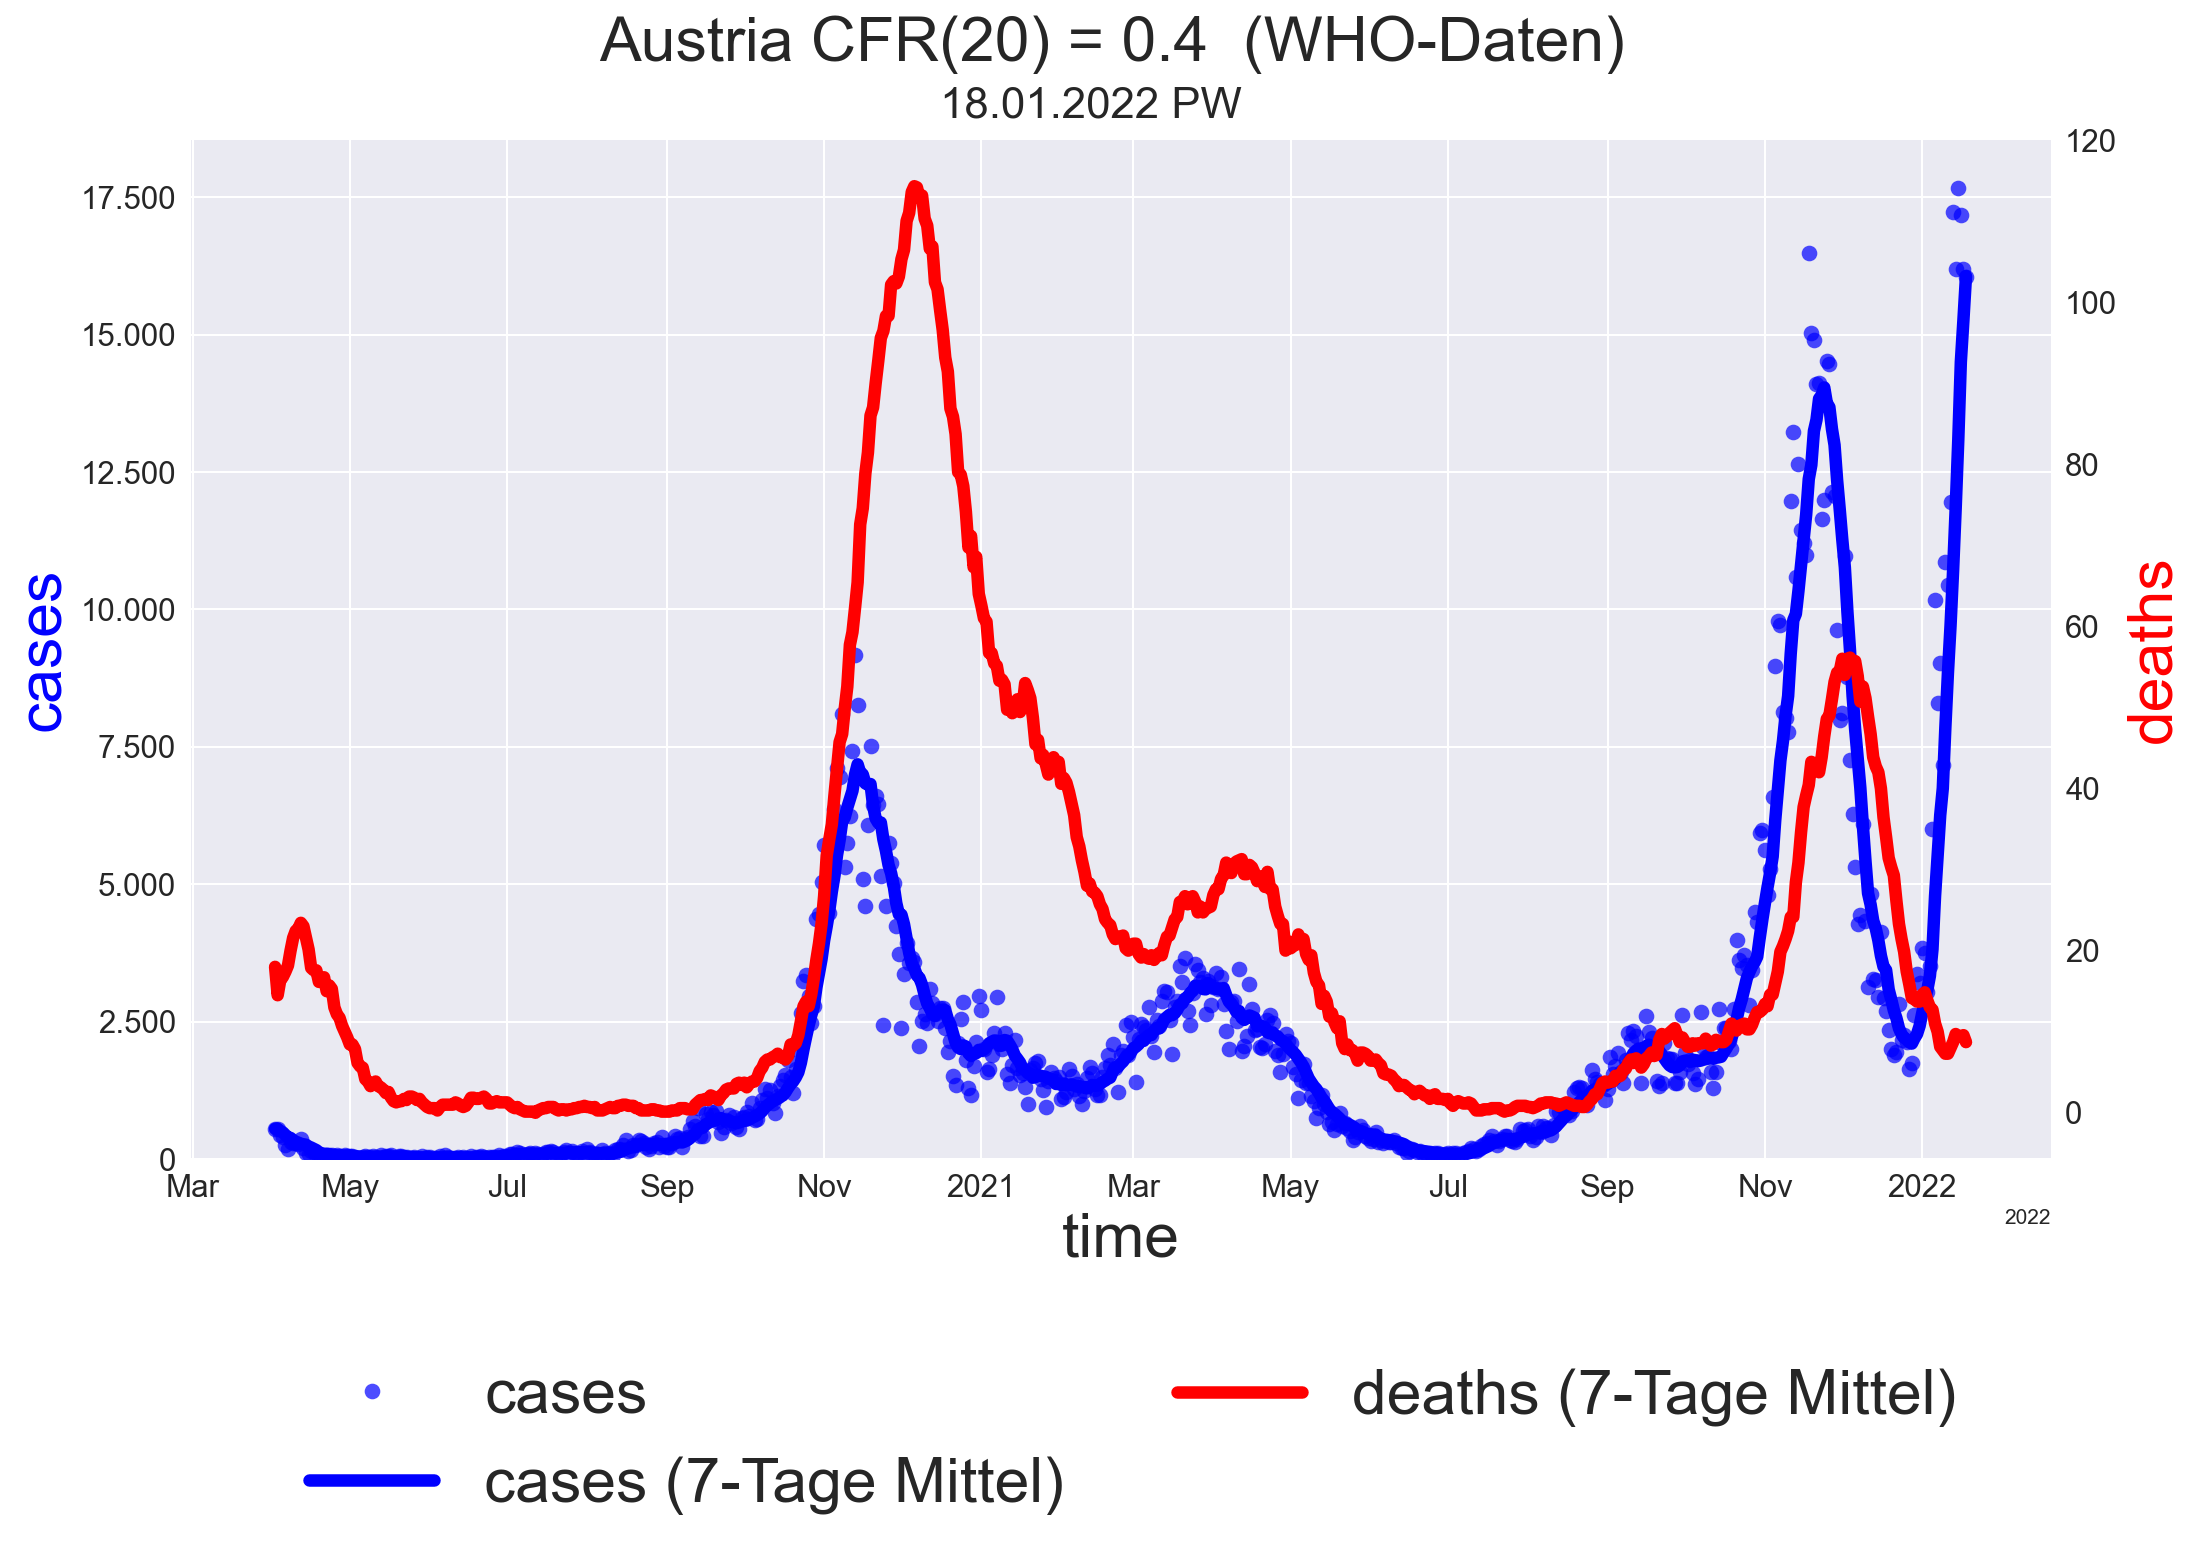 Austria CFR(20) = 0.4  (WHO-Daten)
18.01.2022 PW
120
17.500
100
15.000
80
12.500
10.000
60
cases
deaths
7.500
40
5.000
20
2.500
0
0
Mar May Jul Sep Nov 2021 Mar May Jul Sep Nov 2022
2022
time
cases
deaths (7-Tage Mittel)
cases (7-Tage Mittel)